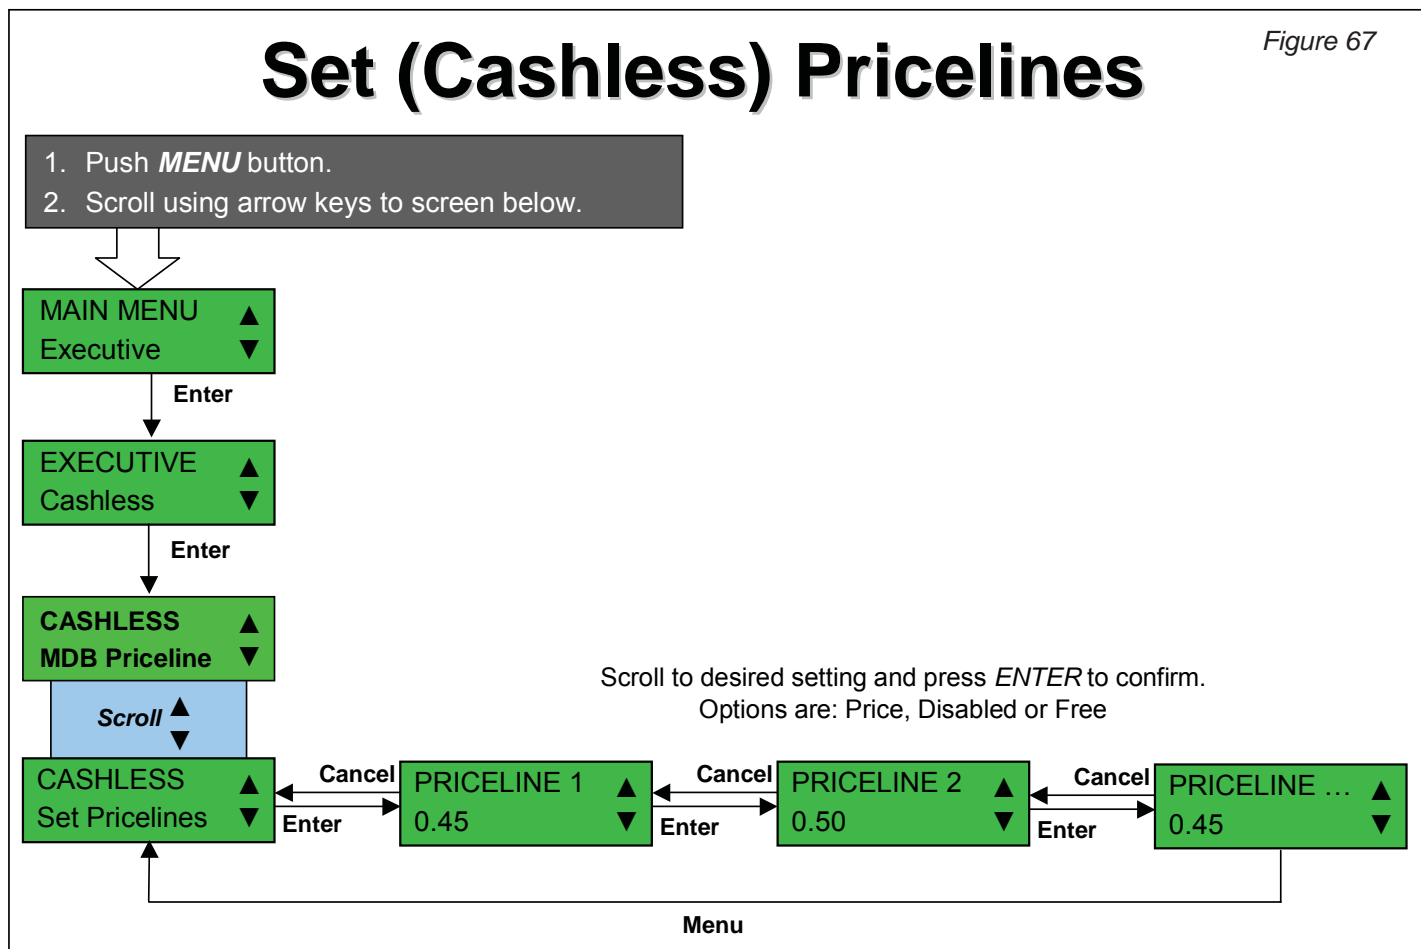 Figure 67
Set (Cashless) Pricelines
1. Push MENU button.
2. Scroll using arrow keys to screen below.
MAIN MENU
Executive
Enter
EXECUTIVE
Cashless
Enter
CASHLESS
MDB Priceline
Scroll
Scroll to desired setting and press ENTER to confirm.
Options are: Price, Disabled or Free
CASHLESS
Set Pricelines
Cancel
Enter
PRICELINE 1
0.45
Cancel
Enter
PRICELINE 2
0.50
Cancel
Enter
PRICELINE …
0.45
Menu